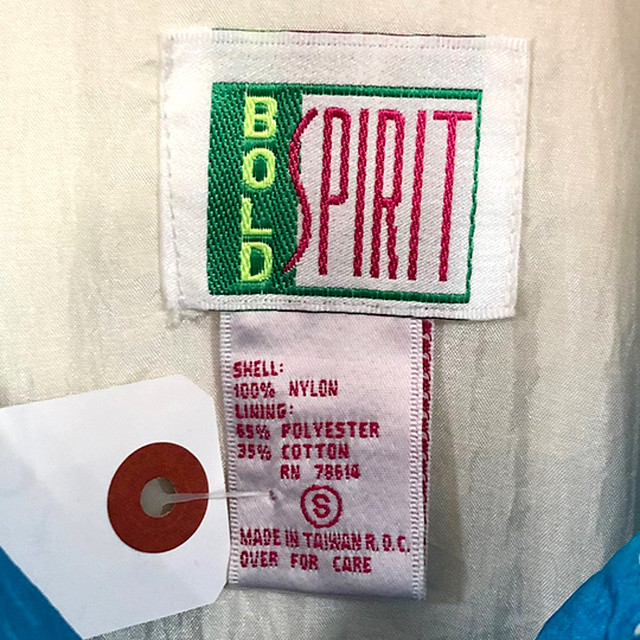 BOLD
SPIRIT
SHELL:
100% NYLON
LINING:
65% POLYESTER
35% COTTON
RN 78614
S
MADE IN TAIWAN R.O.C.
OVER FOR CARE